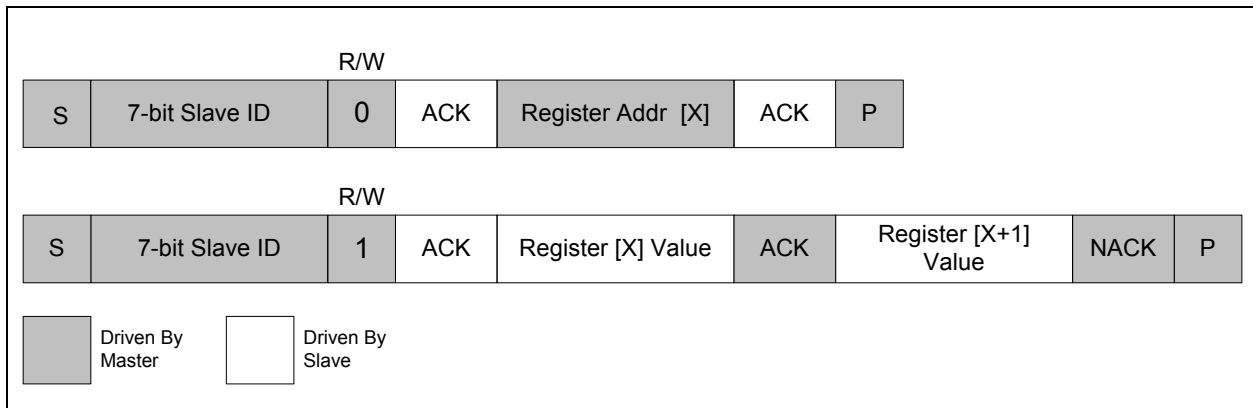 R/W
S 7-bit Slave ID 0 ACK Register Addr [X] ACK P
R/W
S 7-bit Slave ID 1 ACK Register [X] Value ACK Register [X+1] NACK P
Value
Driven By Driven By
Master Slave